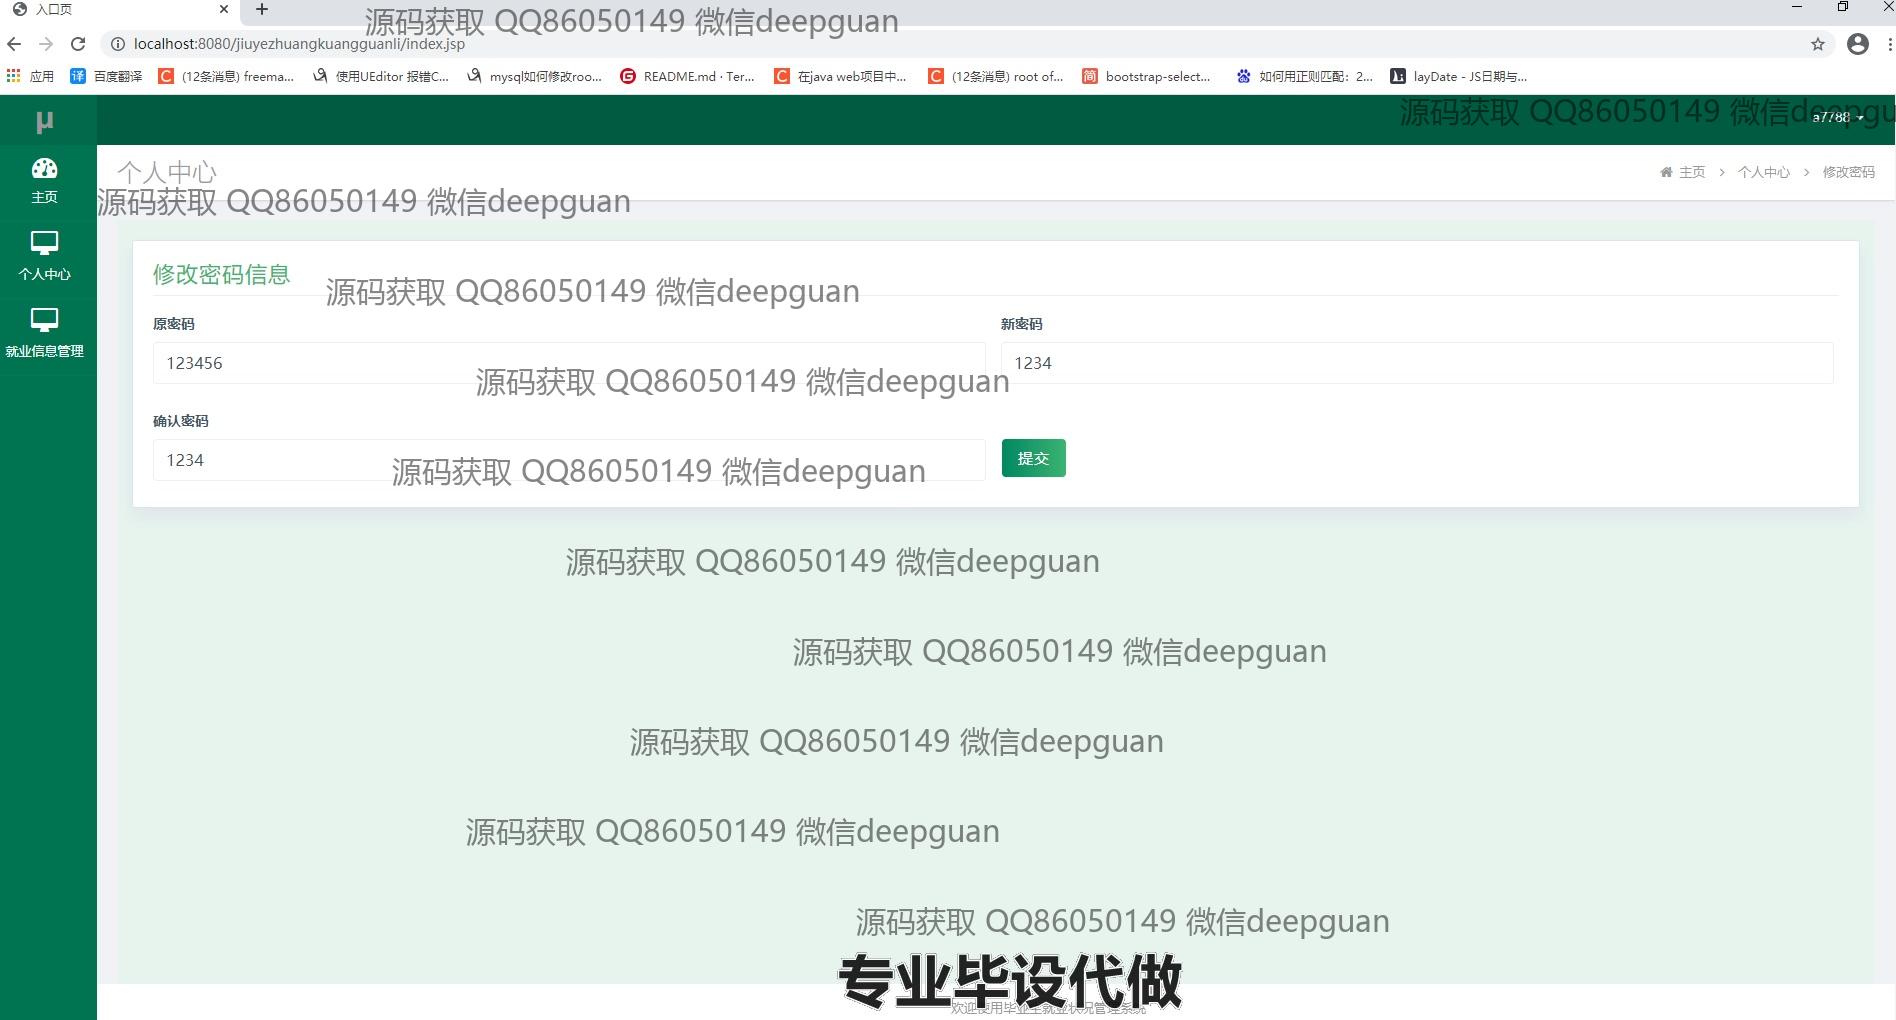 入口页
源码获取 QQ86050149 微信deepguan
localhost:8080/jiuyezhuangkuangguanli/index.jsp
应用 百度翻译 (12条消息) freema... 使用UEditor 报错C... mysql如何修改roo... README.md · Ter... 在java web项目中... (12条消息) root of... bootstrap-select... 如何用正则匹配：2... layDate - JS日期与...
μ
源码获取 QQ86050149 微信deepgu
a7788
主页
个人中心
就业信息管理
个人中心
主页 > 个人中心 > 修改密码
源码获取 QQ86050149 微信deepguan
修改密码信息
源码获取 QQ86050149 微信deepguan
原密码 新密码
123456 1234
源码获取 QQ86050149 微信deepguan
确认密码
1234 提交
源码获取 QQ86050149 微信deepguan
源码获取 QQ86050149 微信deepguan
源码获取 QQ86050149 微信deepguan
源码获取 QQ86050149 微信deepguan
源码获取 QQ86050149 微信deepguan
源码获取 QQ86050149 微信deepguan
专业毕设代做
欢迎使用毕业生就业状况管理系统